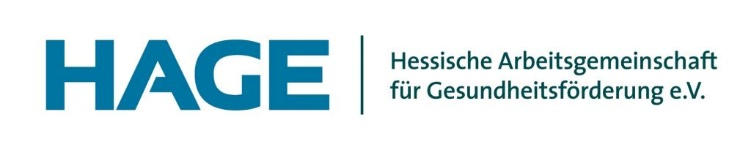 HAGE
Hessische Arbeitsgemeinschaft
für Gesundheitsförderung e.V.